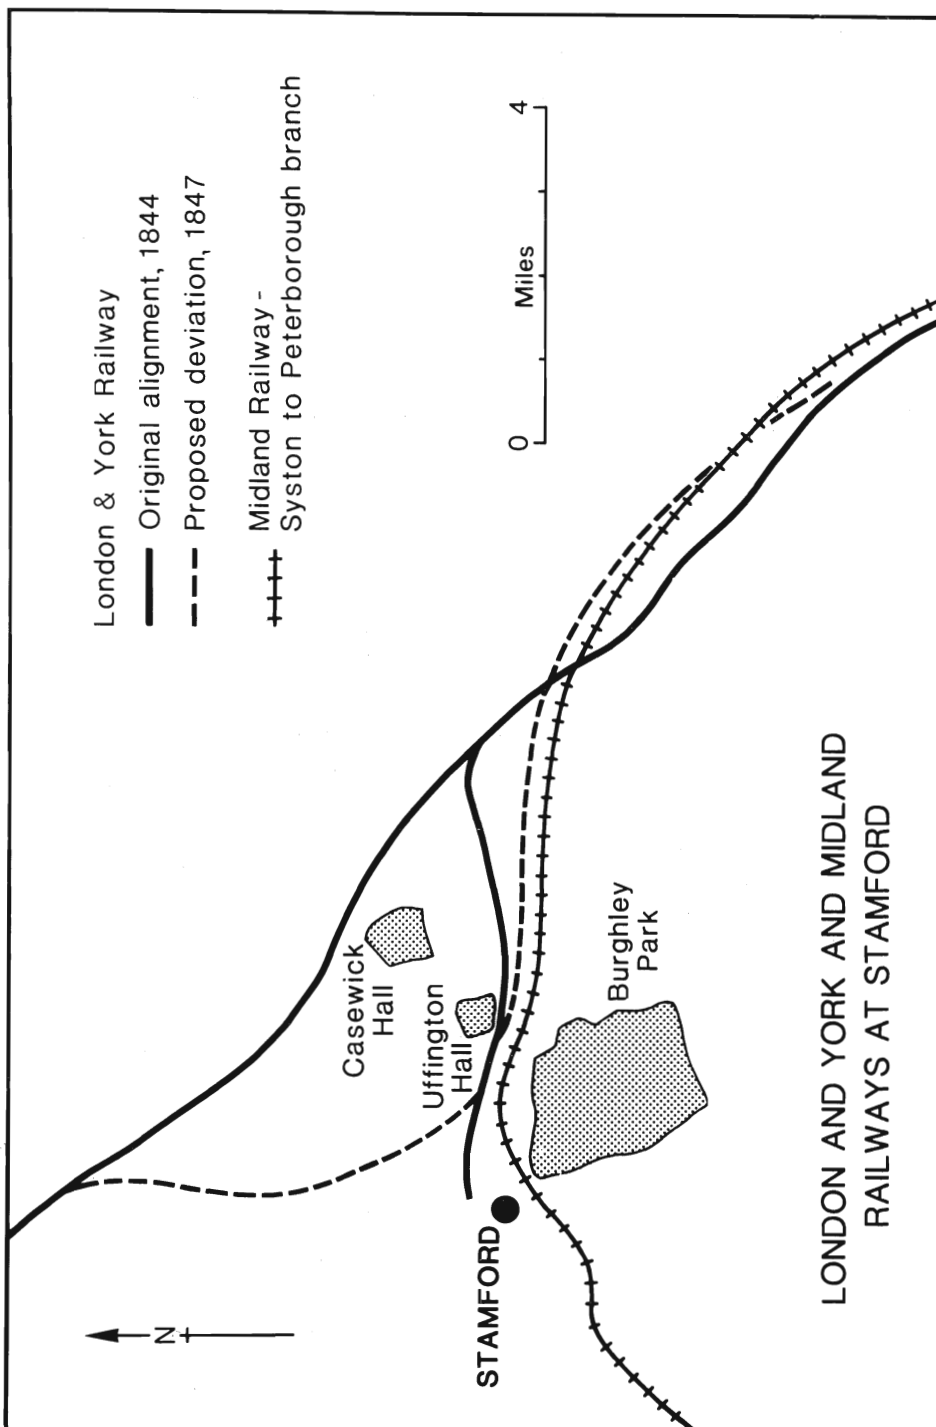 London & York Railway
Original alignment, 1844
Proposed deviation, 1847
Midland Railway -
Syston to Peterborough branch
0
Miles
4
Casewick
Hall
Uffington
Hall
Burghley
Park
STAMFORD
N
LONDON AND YORK AND MIDLAND
RAILWAYS AT STAMFORD